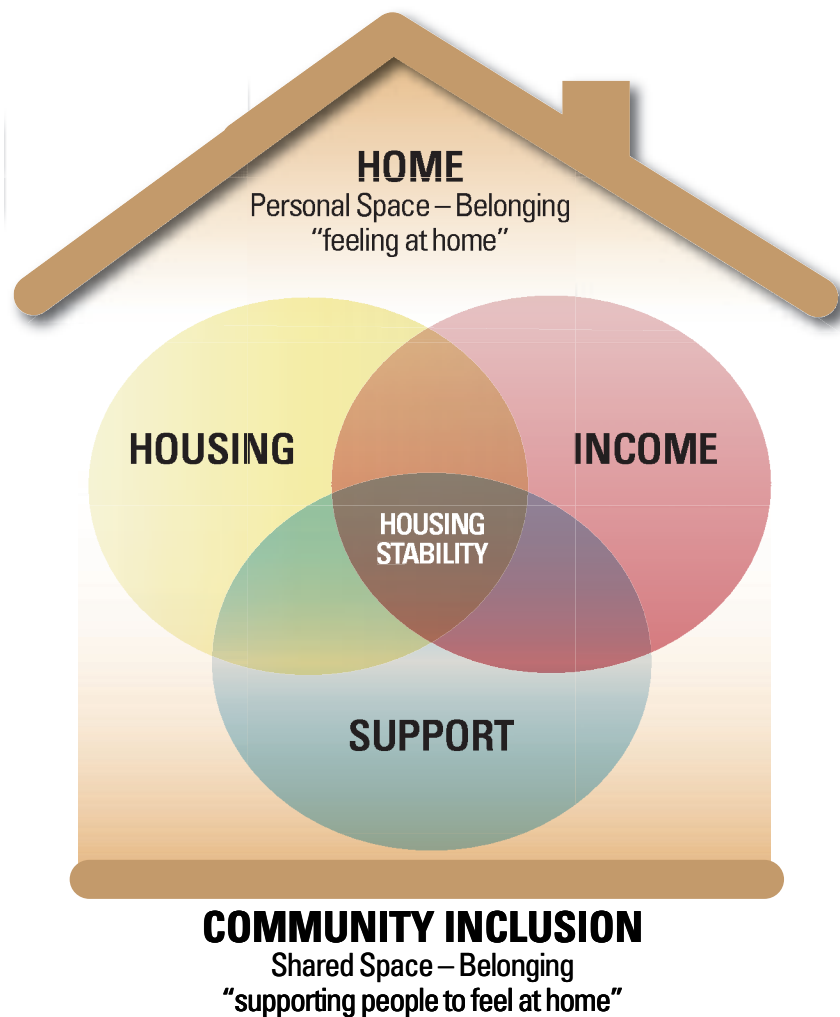 HOME
Personal Space – Belonging
“feeling at home”
HOUSING
INCOME
HOUSING
STABILITY
SUPPORT
COMMUNITY INCLUSION
Shared Space – Belonging
“supporting people to feel at home”